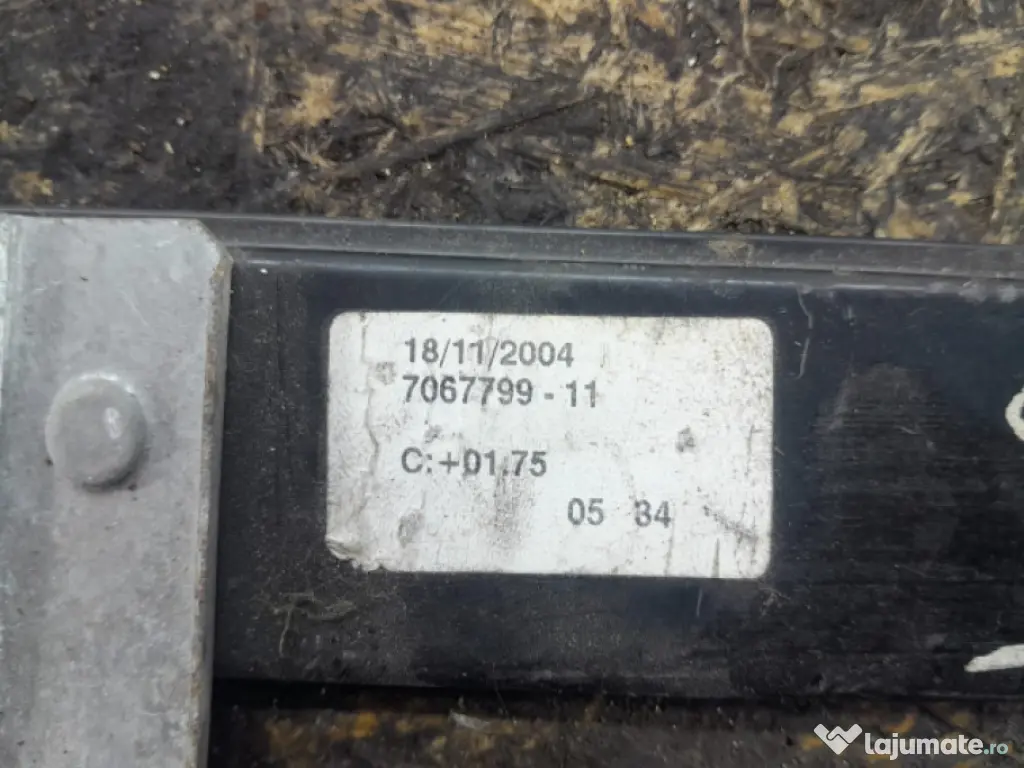 18/11/2004
7067799 - 11
C:+01.75
05 34
lajumate.ro